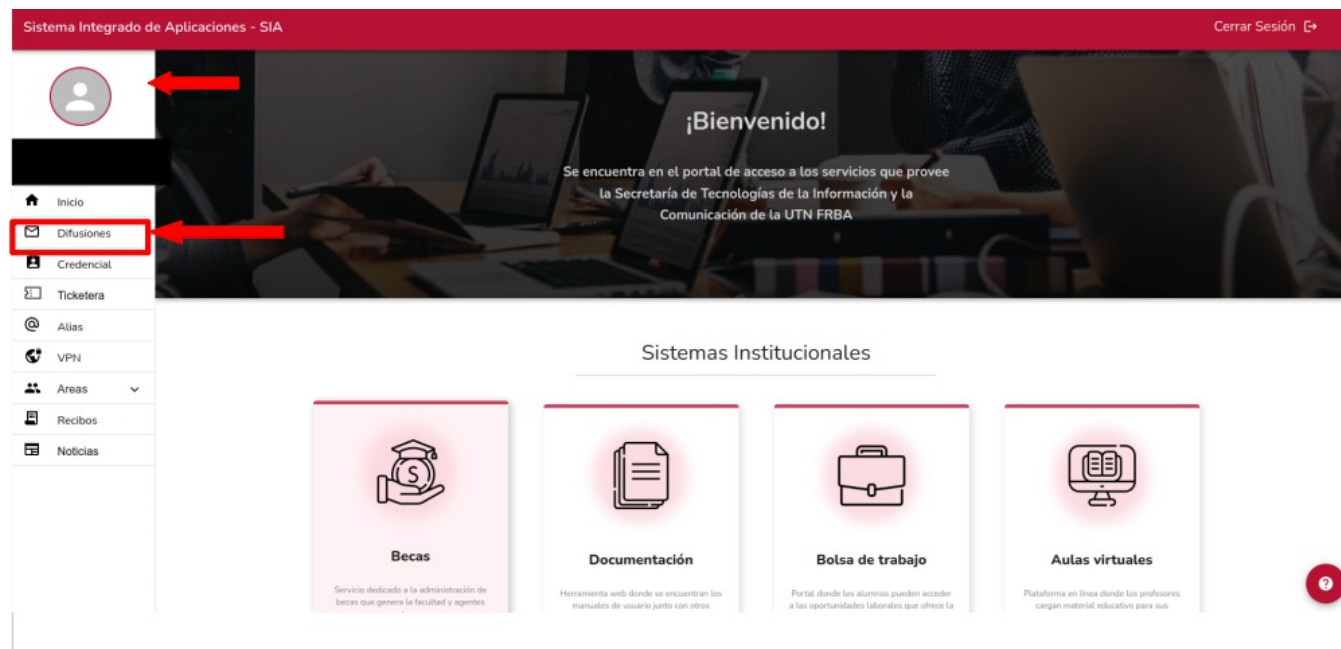 Sistema Integrado de Aplicaciones - SIA
Cerrar Sesión
¡Bienvenido!
Se encuentra en el portal de acceso a los servicios que provee
la Secretaría de Tecnologías de la Información y la
Comunicación de la UTN FRBA
Inicio
Difusiones
Credencial
Ticketera
Alias
VPN
Areas
Recibos
Noticias
Sistemas Institucionales
Becas
Servicio dedicado a la administración de
becas que genera la facultad y agentes
Documentación
Herramienta web donde se encuentran los
manuales de usuario junto con otros
Bolsa de trabajo
Portal donde los alumnos pueden acceder
a las oportunidades laborales que ofrece la
Aulas virtuales
Plataforma en línea donde los profesores
cargan material educativo para sus